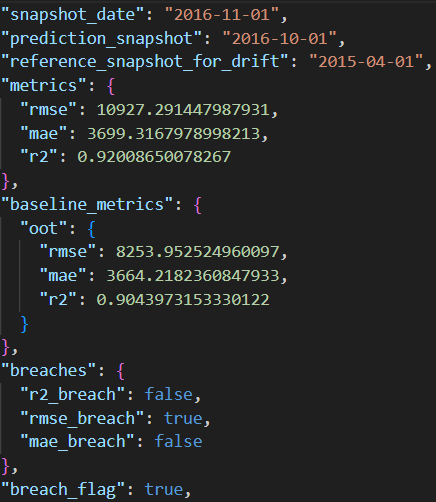 "snapshot_date": "2016-11-01",
"prediction_snapshot": "2016-10-01",
"reference_snapshot_for_drift": "2015-04-01",
"metrics": {
"rmse": 10927.291447987931,
"mae": 3699.3167978998213,
"r2": 0.92008650078267
},
"baseline_metrics": {
"oot": {
"rmse": 8253.952524960097,
"mae": 3664.2182360847933,
"r2": 0.9043973153330122
}
},
"breaches": {
"r2_breach": false,
"rmse_breach": true,
"mae_breach": false
},
"breach_flag": true,